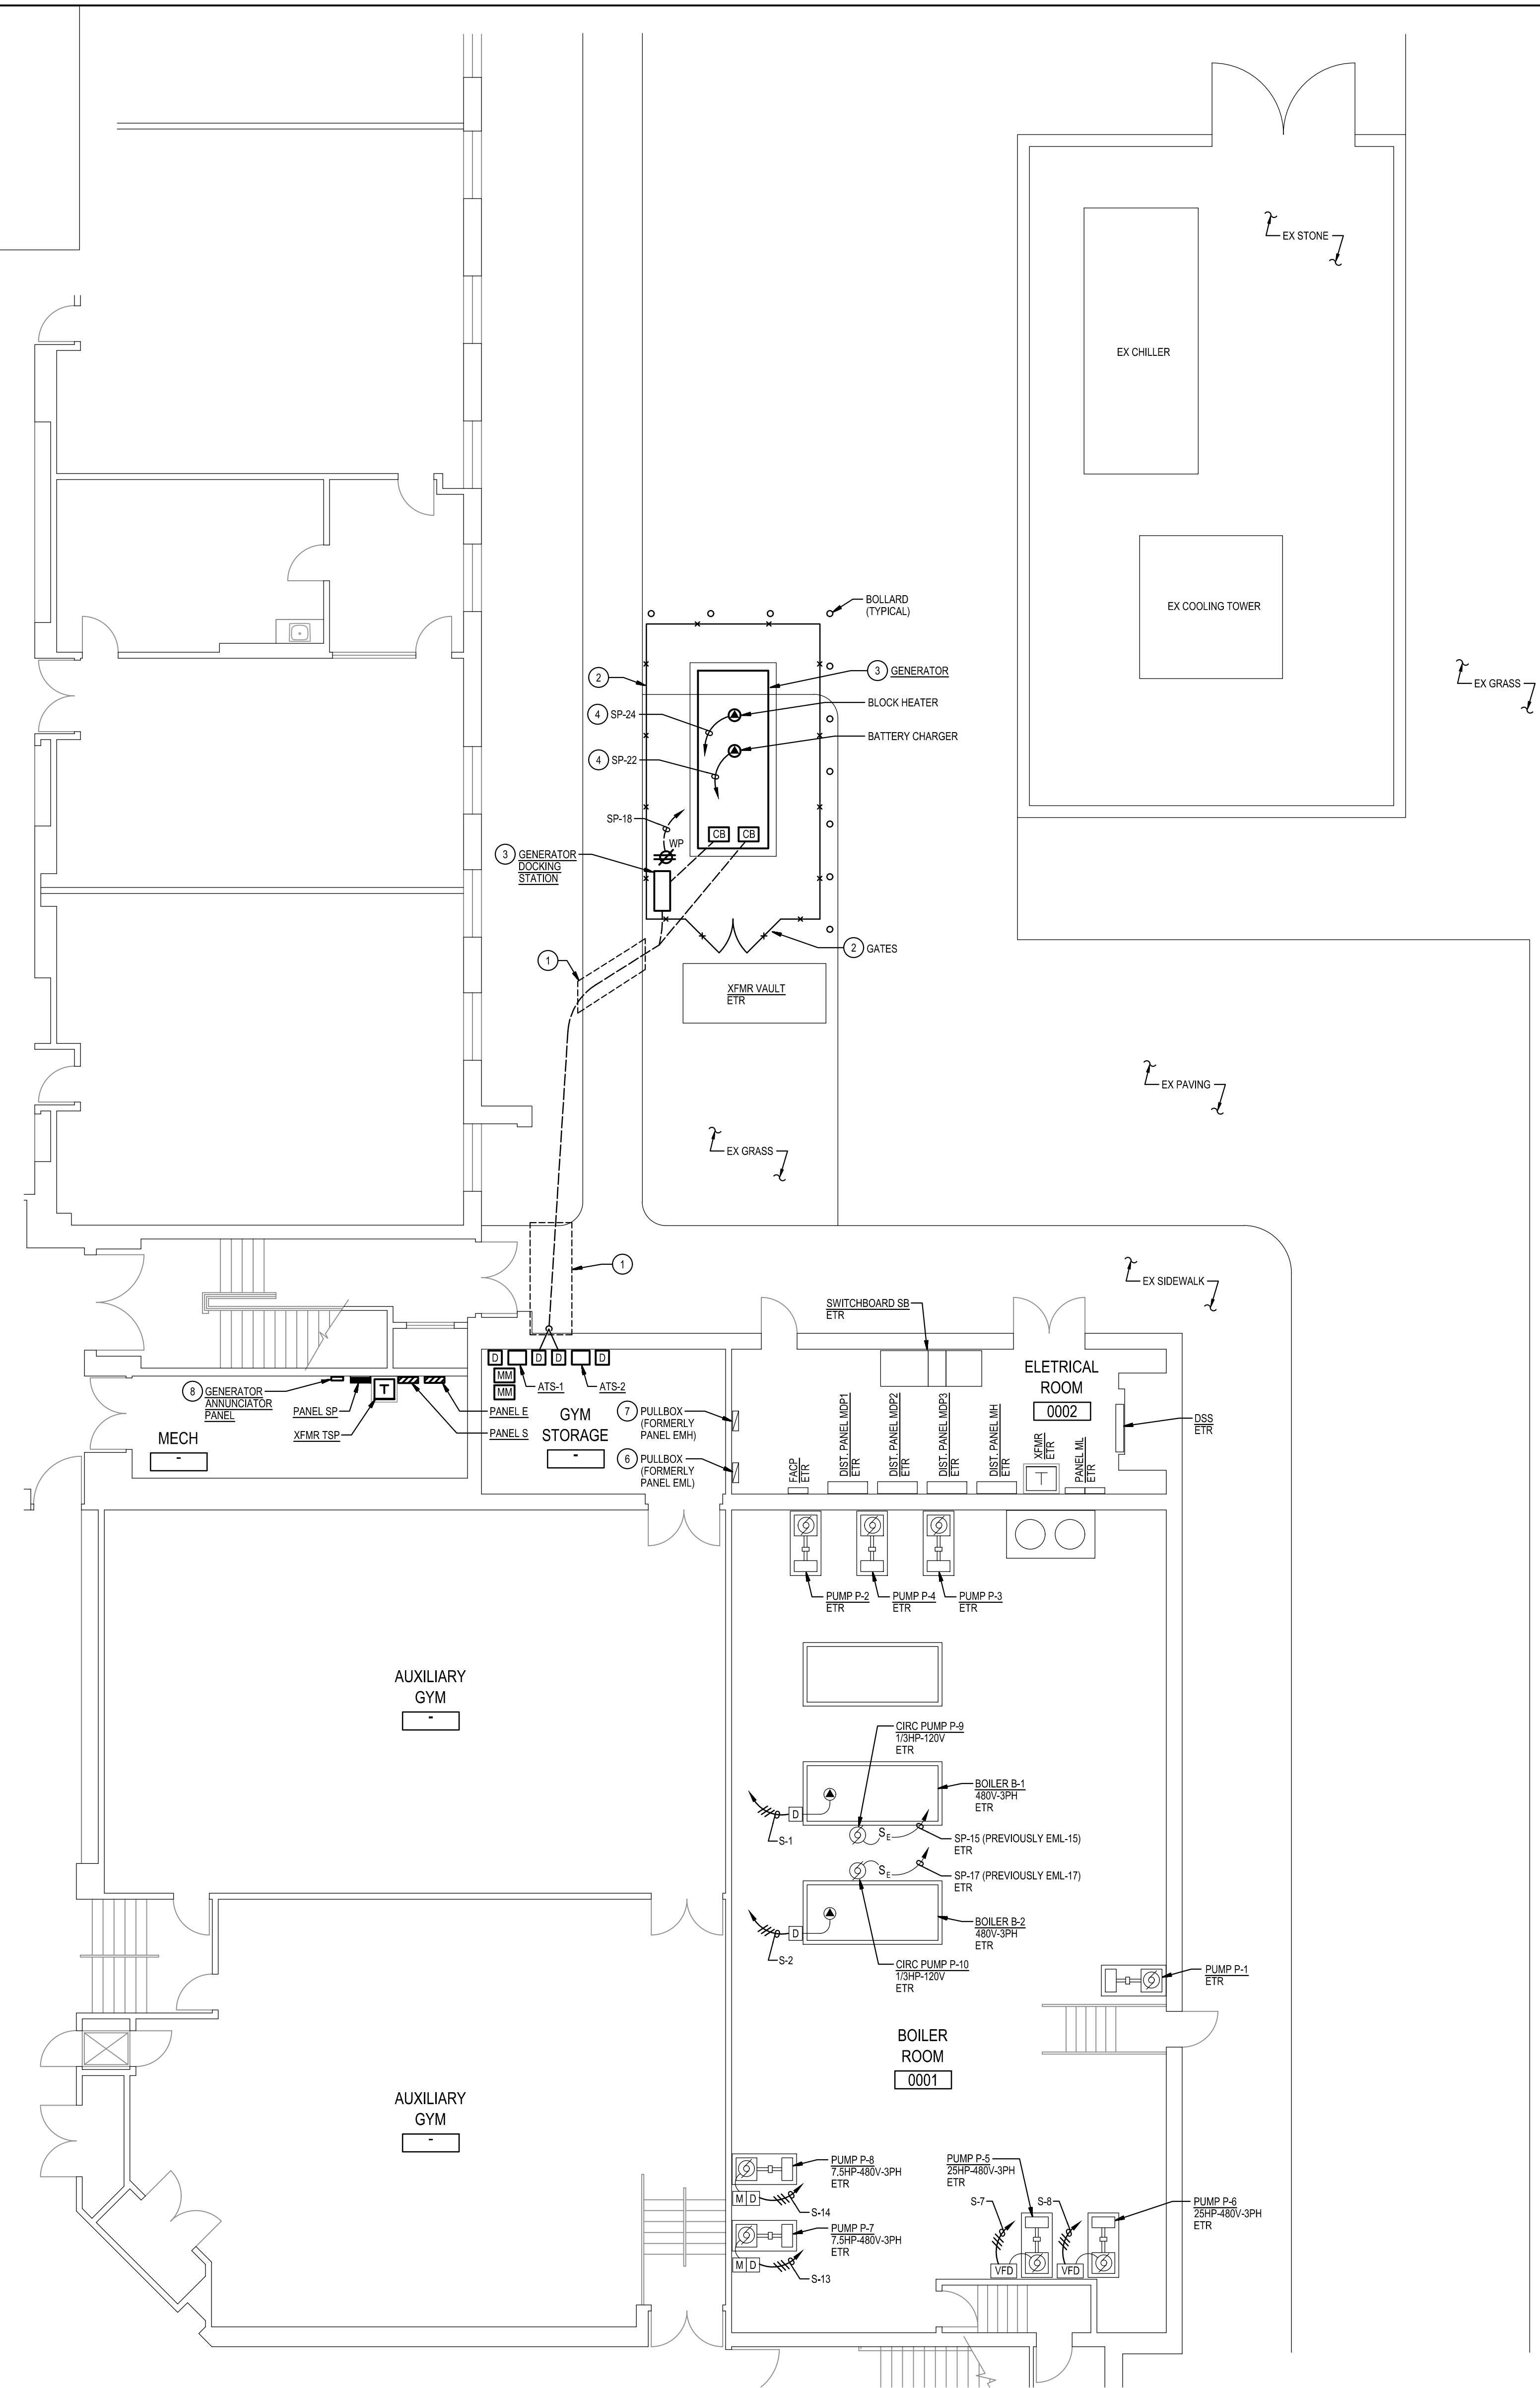 EX STONE
EX CHILLER
EX COOLING TOWER
BOLLARD
(TYPICAL)
2
3 GENERATOR
EX GRASS
4 SP-24
BLOCK HEATER
BATTERY CHARGER
4 SP-22
SP-18
WP
CB
CB
3 GENERATOR
DOCKING
STATION
2 GATES
1
XFMR VAULT
ETR
EX PAVING
EX GRASS
1
EX SIDEWALK
SWITCHBOARD SB
ETR
D
D
D
D
MM
MM
ATS-1
ATS-2
8 GENERATOR
ANNUNCIATOR
PANEL
PANEL SP
T
XFMR TSP
PANEL E
PANEL S
MECH
-
GYM
STORAGE
-
7 PULLBOX
(FORMERLY
PANEL EMH)
6 PULLBOX
(FORMERLY
PANEL EML)
ELETRICAL
ROOM
0002
DSS
ETR
FACP
ETR
DIST. PANEL MDP1
ETR
DIST. PANEL MDP2
ETR
DIST. PANEL MDP3
ETR
DIST. PANEL MH
ETR
XFMR
ETR
T
PANEL ML
ETR
PUMP P-2
ETR
PUMP P-4
ETR
PUMP P-3
ETR
AUXILIARY
GYM
-
CIRC PUMP P-9
1/3HP-120V
ETR
BOILER B-1
480V-3PH
ETR
D
S-1
SE
SP-15 (PREVIOUSLY EML-15)
ETR
SE
SP-17 (PREVIOUSLY EML-17)
ETR
D
S-2
BOILER B-2
480V-3PH
ETR
CIRC PUMP P-10
1/3HP-120V
ETR
PUMP P-1
ETR
BOILER
ROOM
0001
AUXILIARY
GYM
-
PUMP P-8
7.5HP-480V-3PH
ETR
M D
S-14
PUMP P-7
7.5HP-480V-3PH
ETR
M D
S-13
PUMP P-5
25HP-480V-3PH
ETR
S-7
S-8
PUMP P-6
25HP-480V-3PH
ETR
VFD
VFD